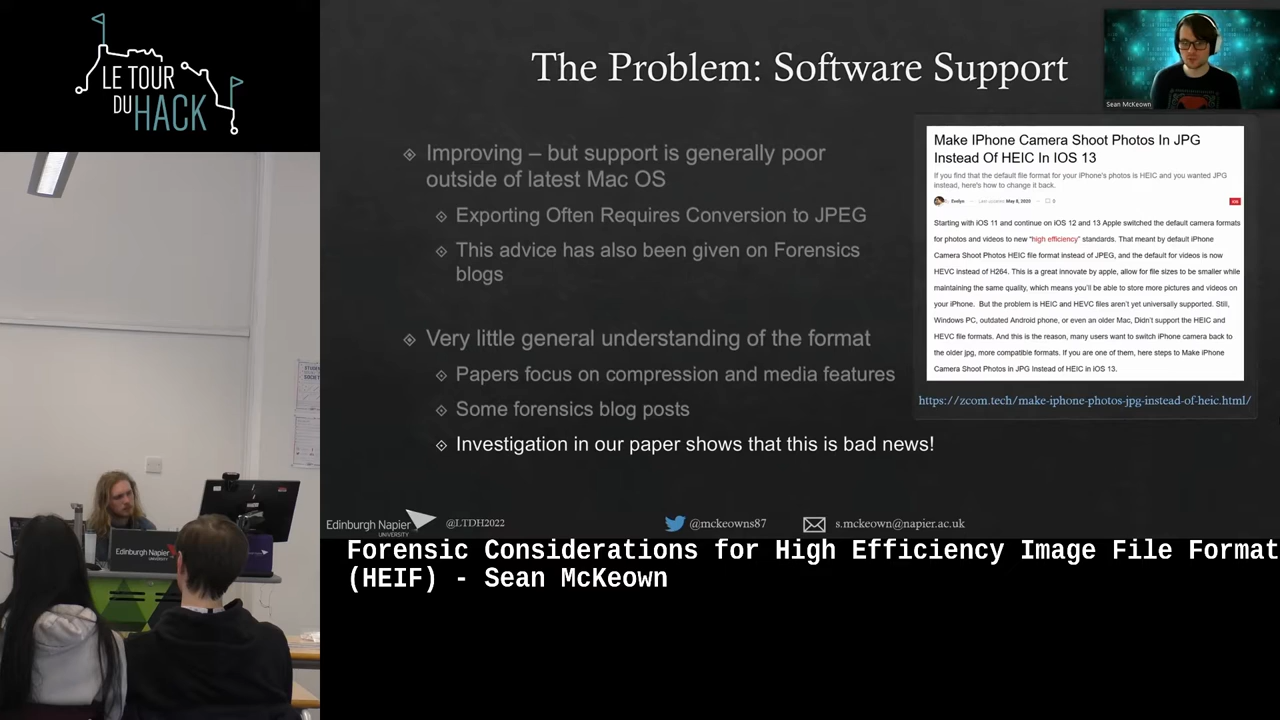 LE TOUR
DU HACK
The Problem: Software Support
Sean McKeown
Improving – but support is generally poor
outside of latest Mac OS
Exporting Often Requires Conversion to JPEG
This advice has also been given on Forensics
blogs
Very little general understanding of the format
Papers focus on compression and media features
Some forensics blog posts
Investigation in our paper shows that this is bad news!
Make IPhone Camera Shoot Photos In JPG
Instead Of HEIC In IOS 13
If you find that the default file format for your iPhone's photos is HEIC and you wanted JPG
instead, here's how to change it back.
By Evelyn — Last updated May 8, 2020 0
Starting with iOS 11 and continue on iOS 12 and 13 Apple switched the default camera formats
for photos and videos to new "high efficiency" standards. That meant by default iPhone
Camera Shoot Photos HEIC file format instead of JPEG, and the default for videos is now
HEVC instead of H264. This is a great innovate by apple, allow for file sizes to be smaller while
maintaining the same quality, which means you'll be able to store more pictures and videos on
your iPhone. But the problem is HEIC and HEVC files aren't yet universally supported. Still,
Windows PC, outdated Android phone, or even an older Mac, Didn't support the HEIC and
HEVC file formats. And this is the reason, many users want to switch iPhone camera back to
the older jpg, more compatible formats. If you are one of them, here steps to Make iPhone
Camera Shoot Photos In JPG Instead of HEIC in iOS 13.
https://zcom.tech/make-iphone-photos-jpg-instead-of-heic.html/
Edinburgh Napier
UNIVERSITY
@LTDH2022
@mckeowns87
s.mckeown@napier.ac.uk
Edinburgh Napier
Forensic Considerations for High Efficiency Image File Format
(HEIF) - Sean McKeown